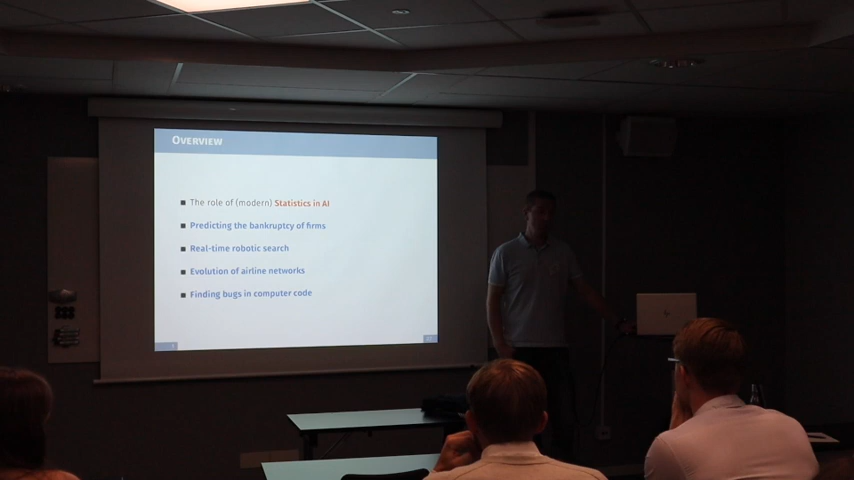 OVERVIEW
The role of (modern) Statistics in AI
Predicting the bankruptcy of firms
Real-time robotic search
Evolution of airline networks
Finding bugs in computer code